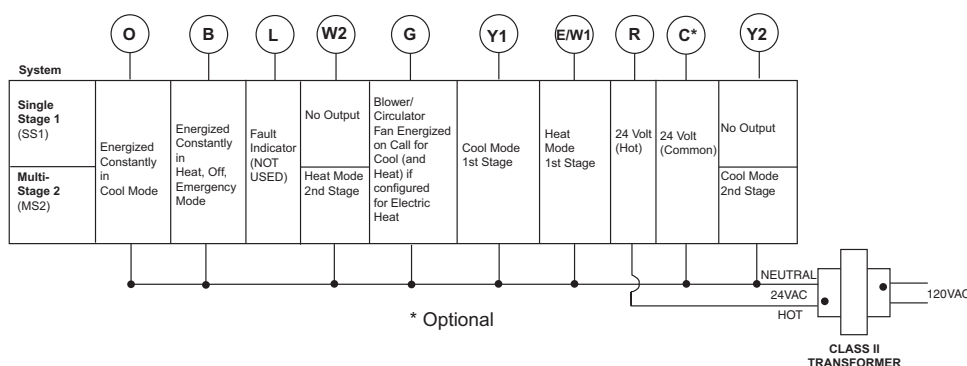 O B L W2 G Y1 E/W1 R C* Y2
System
Single
Stage 1
(SS1)
Multi-
Stage 2
(MS2)
Energized
Constantly
in
Cool Mode
Energized
Constantly
in
Heat, Off,
Emergency
Mode
Fault
Indicator
(NOT
USED)
No Output
Heat Mode
2nd Stage
Blower/
Circulator
Fan Energized
on Call for
Cool (and
Heat) if
configured
for Electric
Heat
Cool Mode
1st Stage
Heat
Mode
1st Stage
24 Volt
(Hot)
24 Volt
(Common)
No Output
Cool Mode
2nd Stage
NEUTRAL
24VAC
HOT
120VAC
* Optional
CLASS II
TRANSFORMER